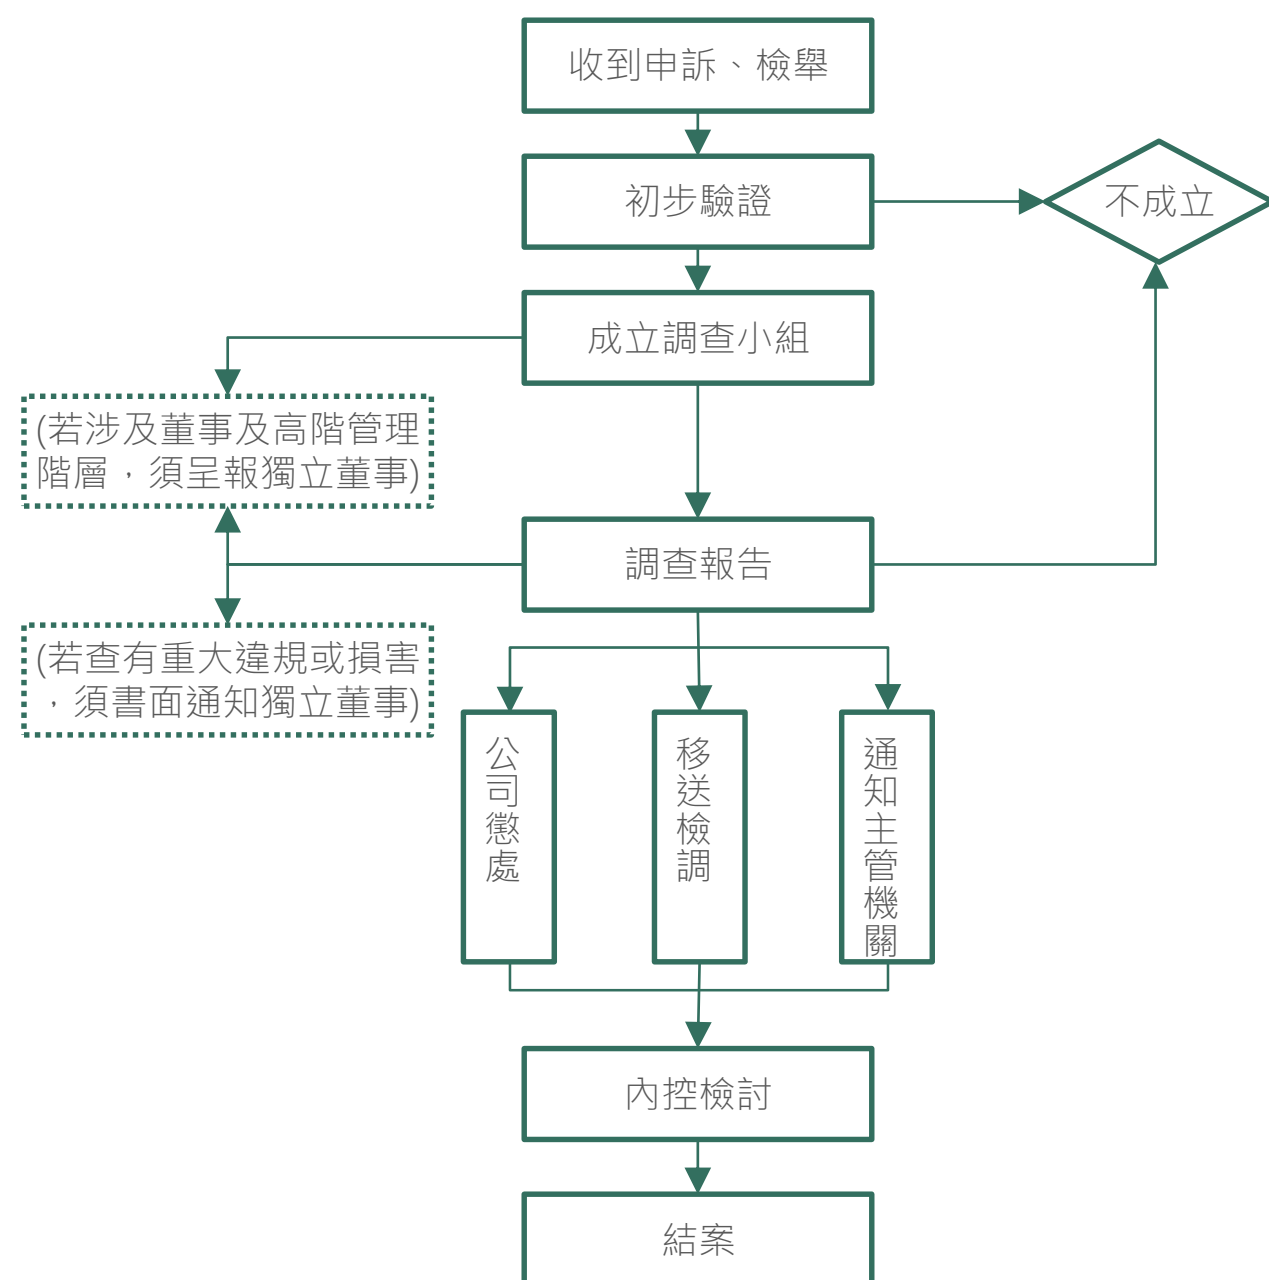 收到申訴、檢舉
初步驗證
不成立
成立調查小組
(若涉及董事及高階管理
階層，須呈報獨立董事)
調查報告
(若查有重大違規或損害
，須書面通知獨立董事)
公司懲處
移送檢調
通知主管機關
內控檢討
結案